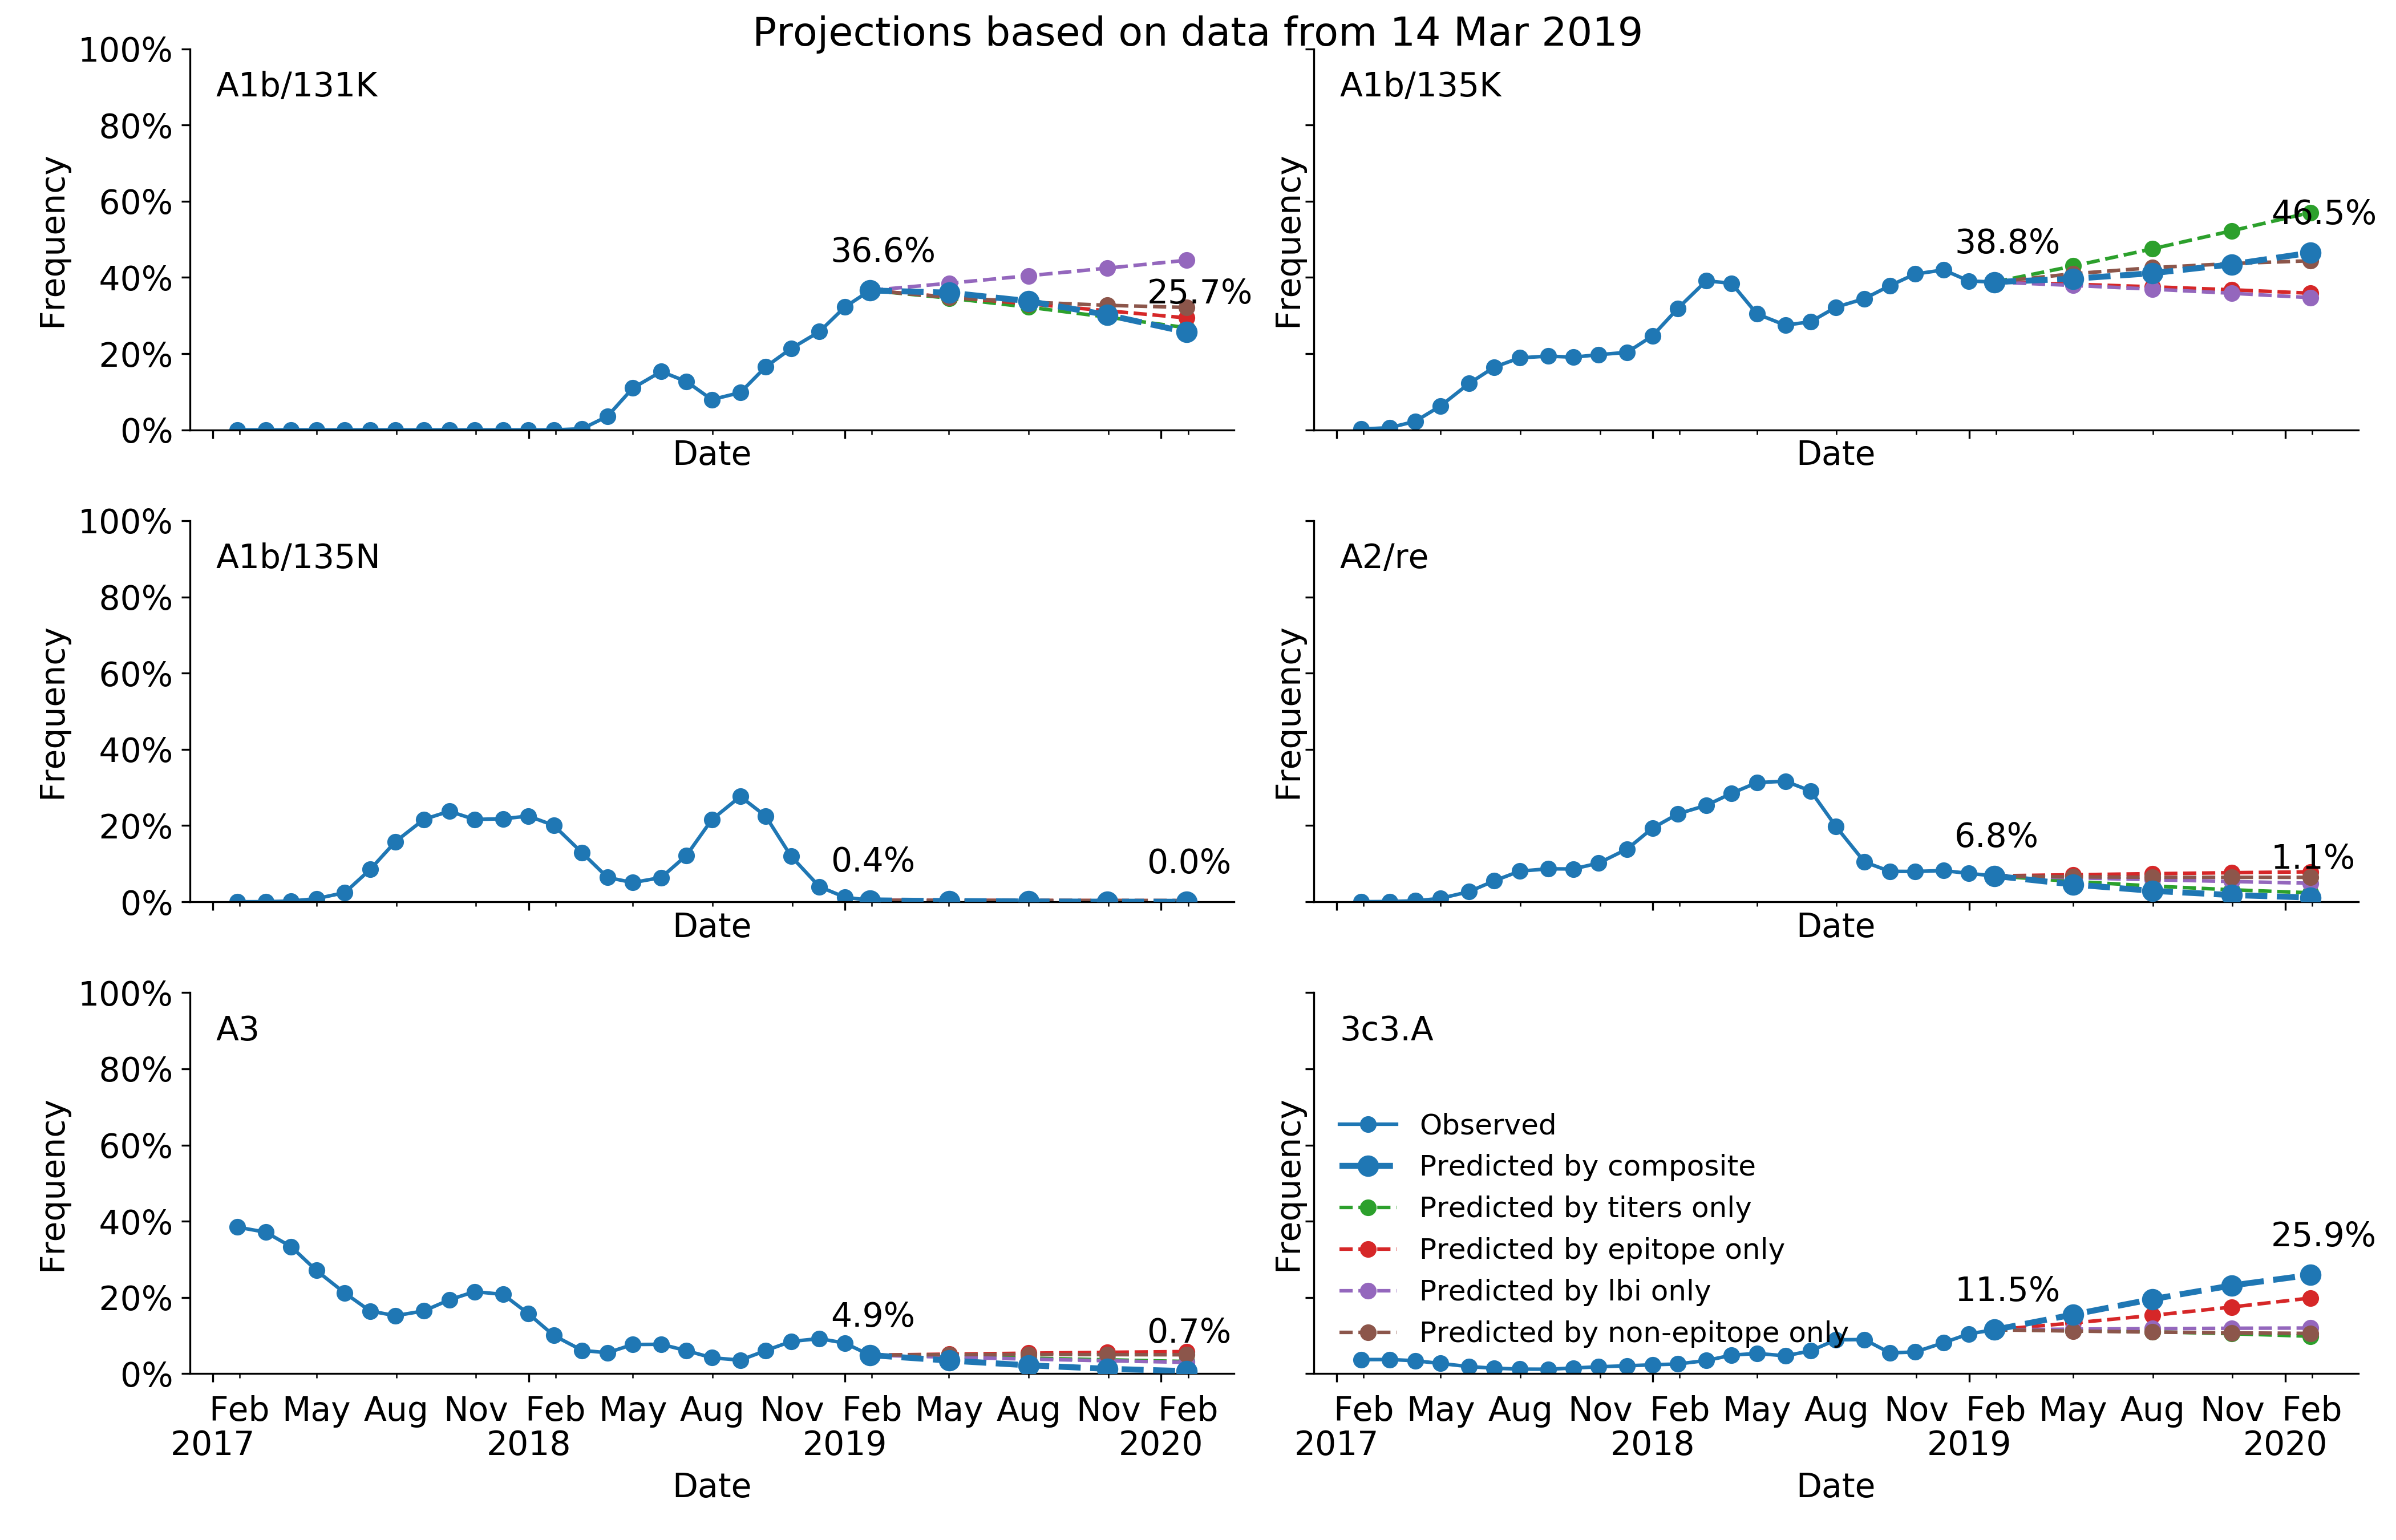 Projections based on data from 14 Mar 2019
100%
80%
60%
40%
20%
0%
Frequency
A1b/131K
36.6%
25.7%
Date
Frequency
A1b/135K
38.8%
46.5%
Date
100%
80%
60%
40%
20%
0%
Frequency
A1b/135N
0.4%
0.0%
Date
Frequency
A2/re
6.8%
1.1%
Date
100%
80%
60%
40%
20%
0%
Frequency
A3
4.9%
0.7%
Feb May Aug Nov Feb May Aug Nov Feb May Aug Nov Feb
2017 2018 2019 2020
Date
Frequency
3c3.A
Observed
Predicted by composite
Predicted by titers only
Predicted by epitope only
Predicted by lbi only
Predicted by non-epitope only
11.5%
25.9%
Feb May Aug Nov Feb May Aug Nov Feb May Aug Nov Feb
2017 2018 2019 2020
Date